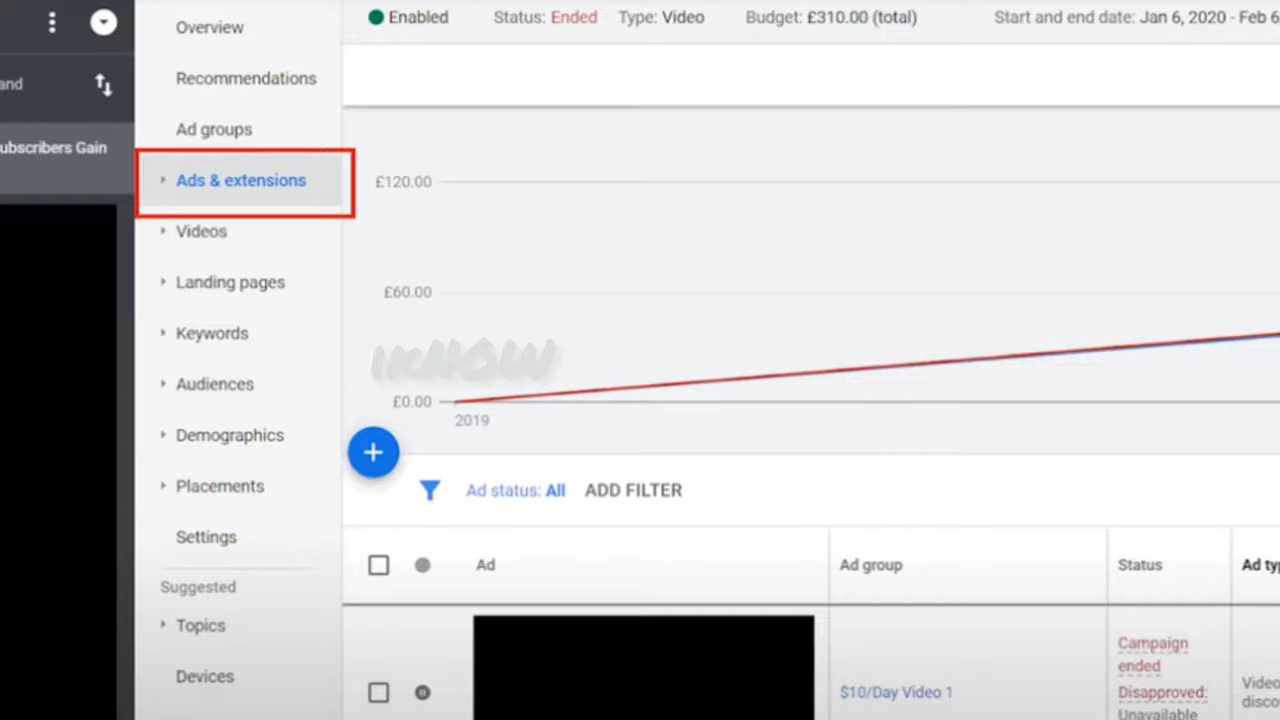 Enabled Status: Ended Type: Video Budget: £310.00 (total) Start and end date: Jan 6, 2020 - Feb 6
and
ubscribers Gain
Overview
Recommendations
Ad groups
Ads & extensions
Videos
Landing pages
Keywords
Audiences
Demographics
Placements
Settings
Suggested
Topics
Devices
£120.00
£60.00
£0.00
2019
iKNOW
Ad status: All ADD FILTER
Ad Ad group Status Ad typ
$10/Day Video 1
Campaign
ended
Disapproved:
Unavailable
Video
disco